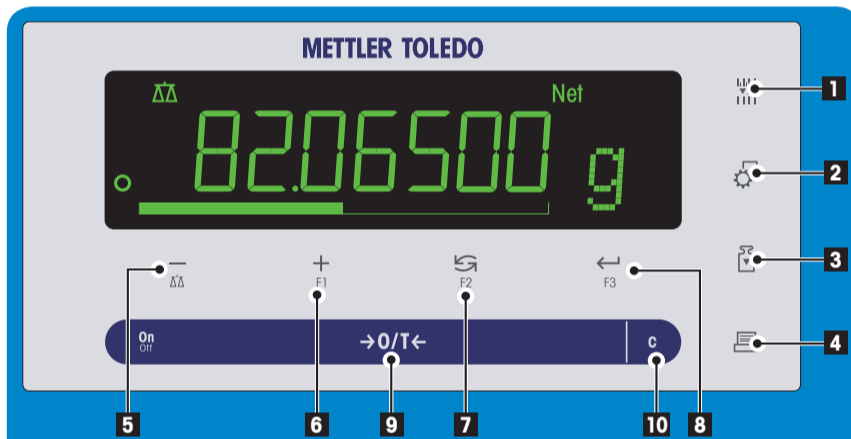 METTLER TOLEDO
Net
82.06500 g
1
2
3
4
F1
F2
F3
On
Off
→0/T←
c
5
6
9
7
10
8